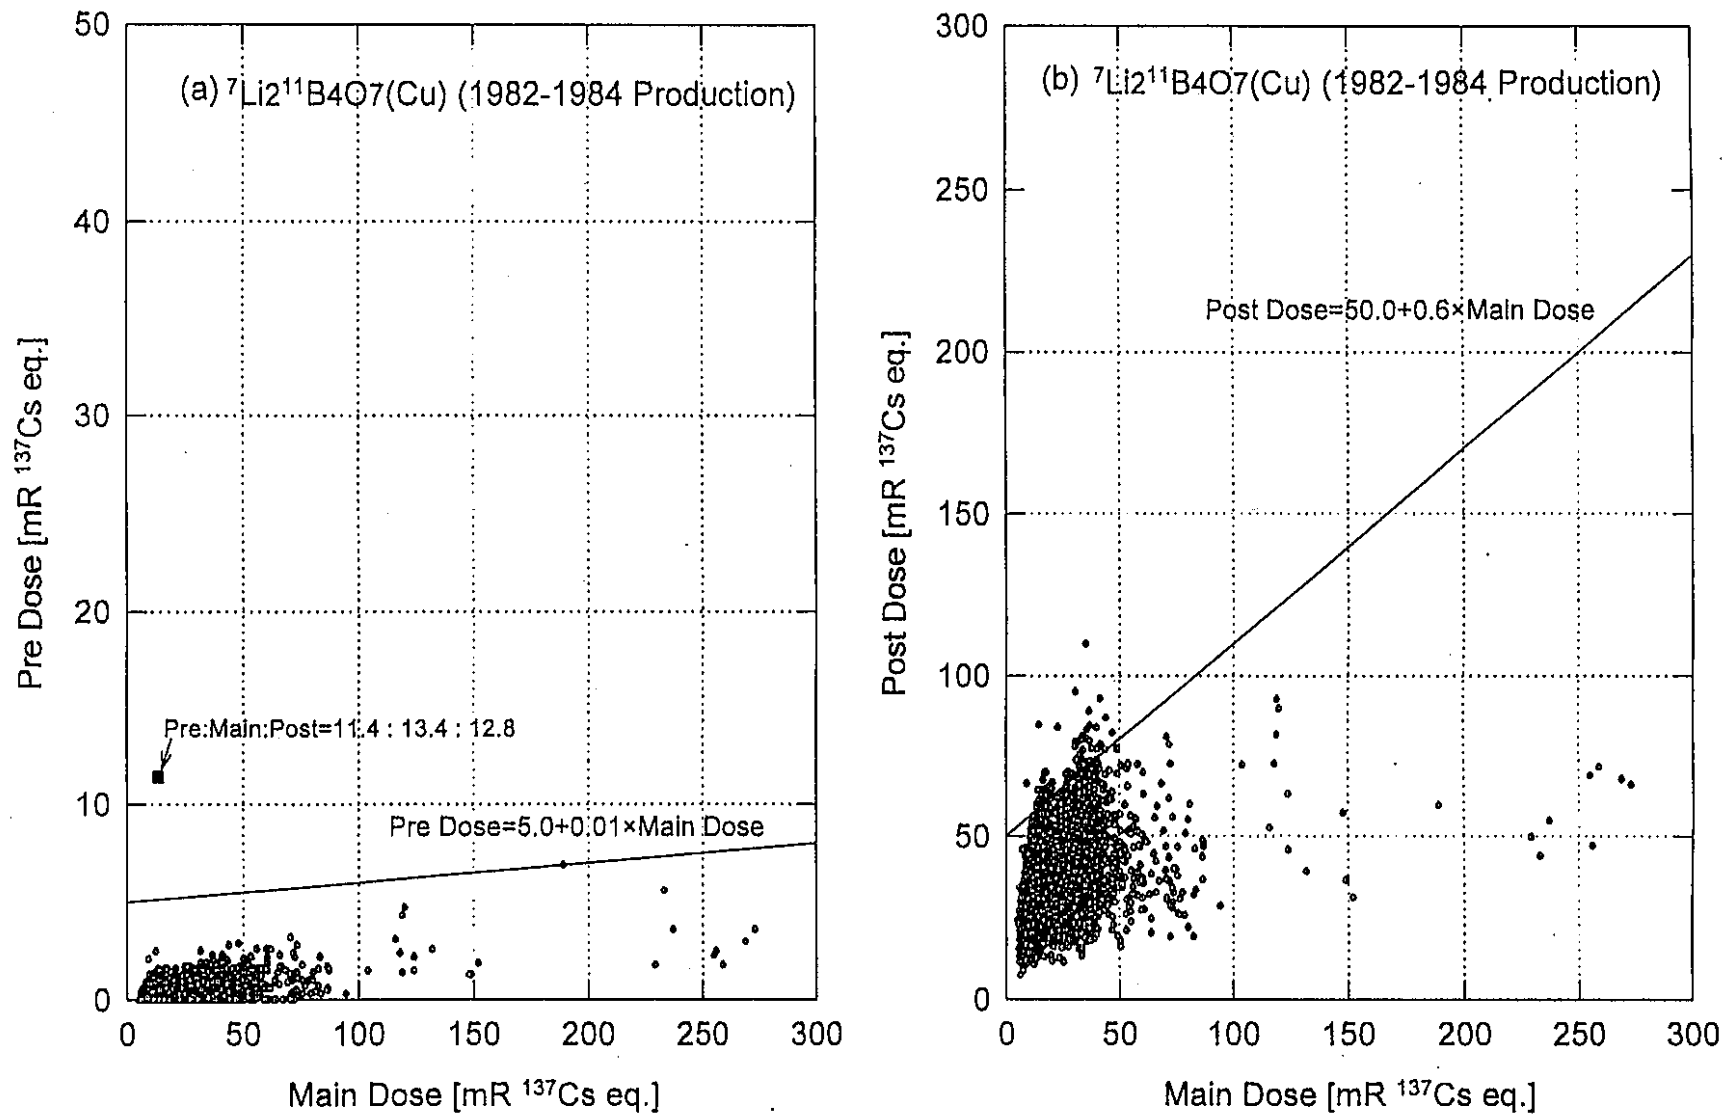 (a) ⁷Li2¹¹B4O7(Cu) (1982-1984 Production)
50
40
30
20
10
0
Pre Dose [mR ¹³⁷Cs eq.]
Pre:Main:Post=11.4 : 13.4 : 12.8
Pre Dose=5.0+0.01×Main Dose
0 50 100 150 200 250 300
Main Dose [mR ¹³⁷Cs eq.]
(b) ⁷Li2¹¹B4O7(Cu) (1982-1984 Production)
300
250
200
150
100
50
0
Post Dose [mR ¹³⁷Cs eq.]
Post Dose=50.0+0.6×Main Dose
0 50 100 150 200 250 300
Main Dose [mR ¹³⁷Cs eq.]